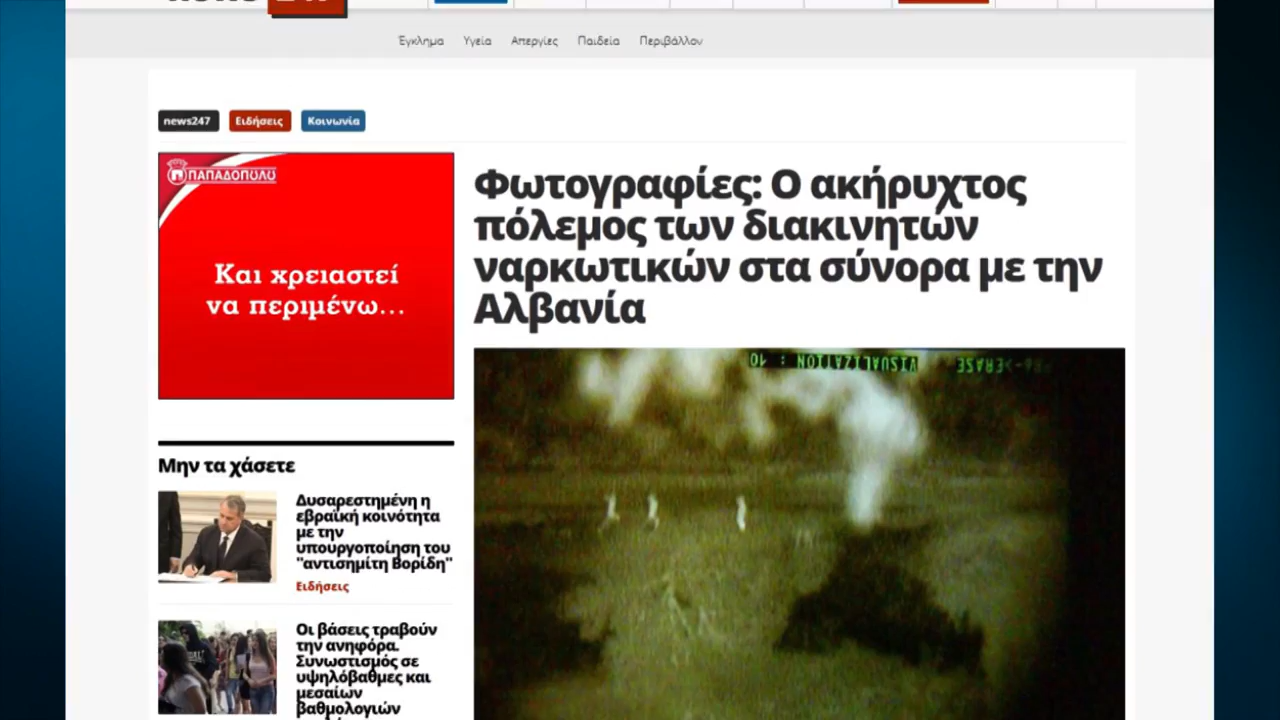 Έγκλημα Υγεία Απεργίες Παιδεία Περιβάλλον
news247 Ειδήσεις Κοινωνία
ΠΑΠΑΔΟΠΟΥΛΟΥ
Και χρειαστεί
να περιμένω...
Φωτογραφίες: Ο ακήρυχτος
πόλεμος των διακινητών
ναρκωτικών στα σύνορα με την
Αλβανία
VISUALIZATION : 10
ERASE
Μην τα χάσετε
Δυσαρεστημένη η
εβραϊκή κοινότητα
με την
υπουργοποίηση του
"αντισημίτη Βορίδη"
Ειδήσεις
Οι βάσεις τραβούν
την ανηφόρα.
Συνωστισμός σε
υψηλόβαθμες και
μεσαίων
βαθμολογιών